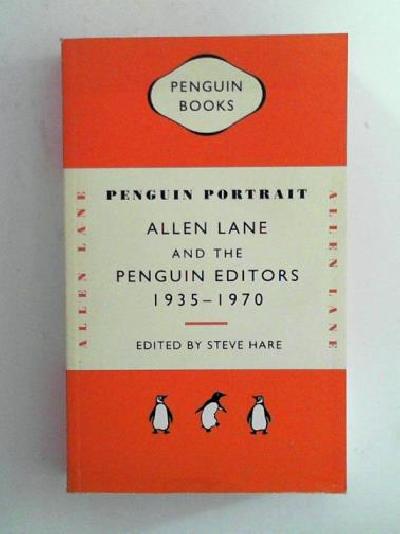 PENGUIN
BOOKS
PENGUIN PORTRAIT
ALLEN LANE
ALLEN LANE
AND THE
PENGUIN EDITORS
1935–1970
EDITED BY STEVE HARE
ALLEN LANE